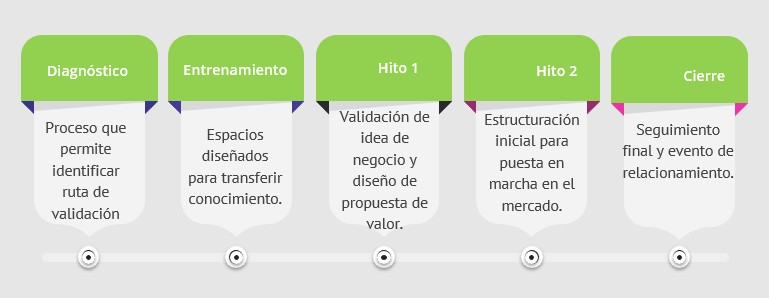 Diagnóstico
Proceso que
permite
identificar
ruta de
validación
Entrenamiento
Espacios
diseñados
para transferir
conocimiento.
Hito 1
Validación de
idea de
negocio y
diseño de
propuesta de
valor.
Hito 2
Estructuración
inicial para
puesta en
marcha en el
mercado.
Cierre
Seguimiento
final y evento de
relacionamiento.